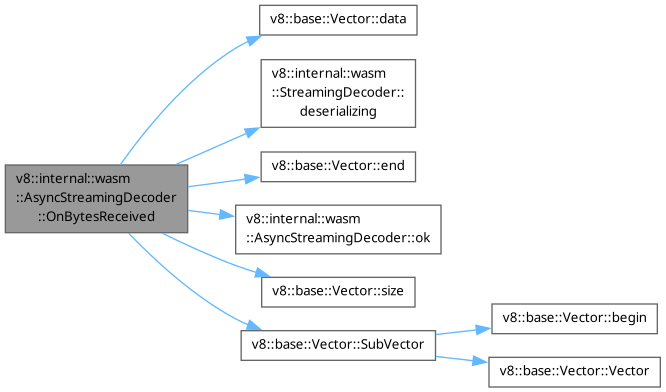 v8::base::Vector::data
v8::internal::wasm
::StreamingDecoder::
deserializing
v8::base::Vector::end
v8::internal::wasm
::AsyncStreamingDecoder
::OnBytesReceived
v8::internal::wasm
::AsyncStreamingDecoder::ok
v8::base::Vector::size
v8::base::Vector::SubVector
v8::base::Vector::begin
v8::base::Vector::Vector